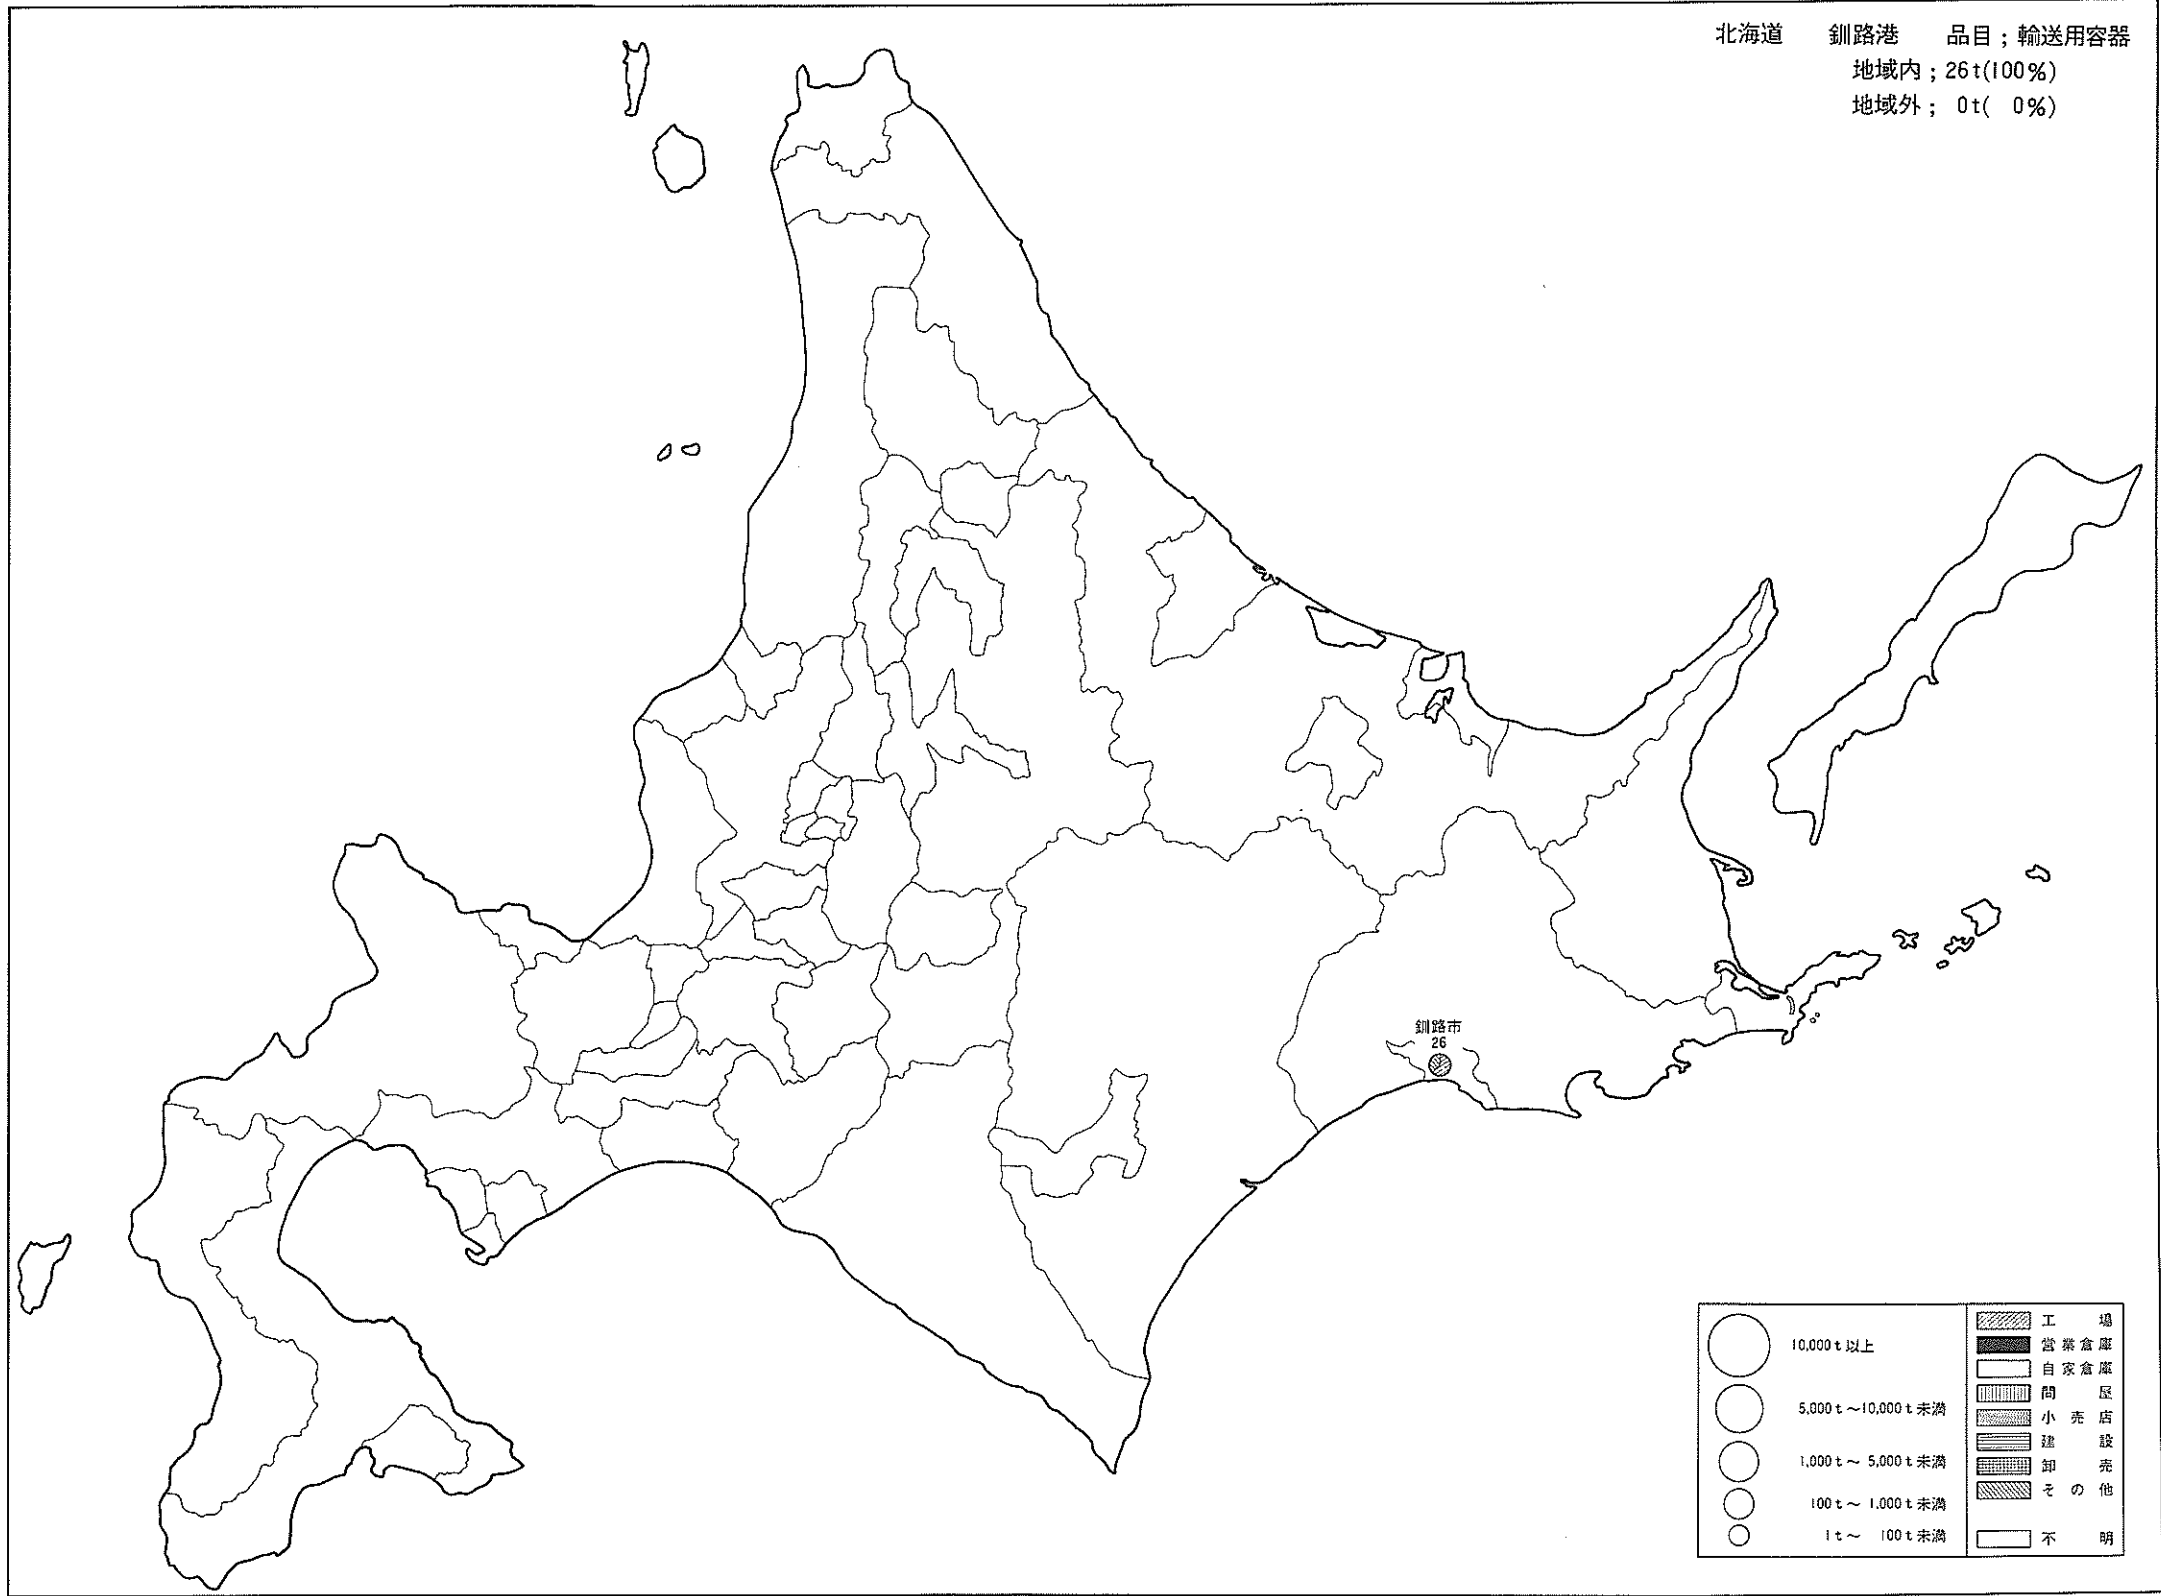 北海道 釧路港 品目；輸送用容器
地域内；26t(100%)
地域外； 0t( 0%)
釧路市
26
10,000t以上
5,000t～10,000t未満
1,000t～ 5,000t未満
100t～ 1,000t未満
1t～ 100t未満
工場
営業倉庫
自家倉庫
問屋
小売店
建設
卸売
その他
不明